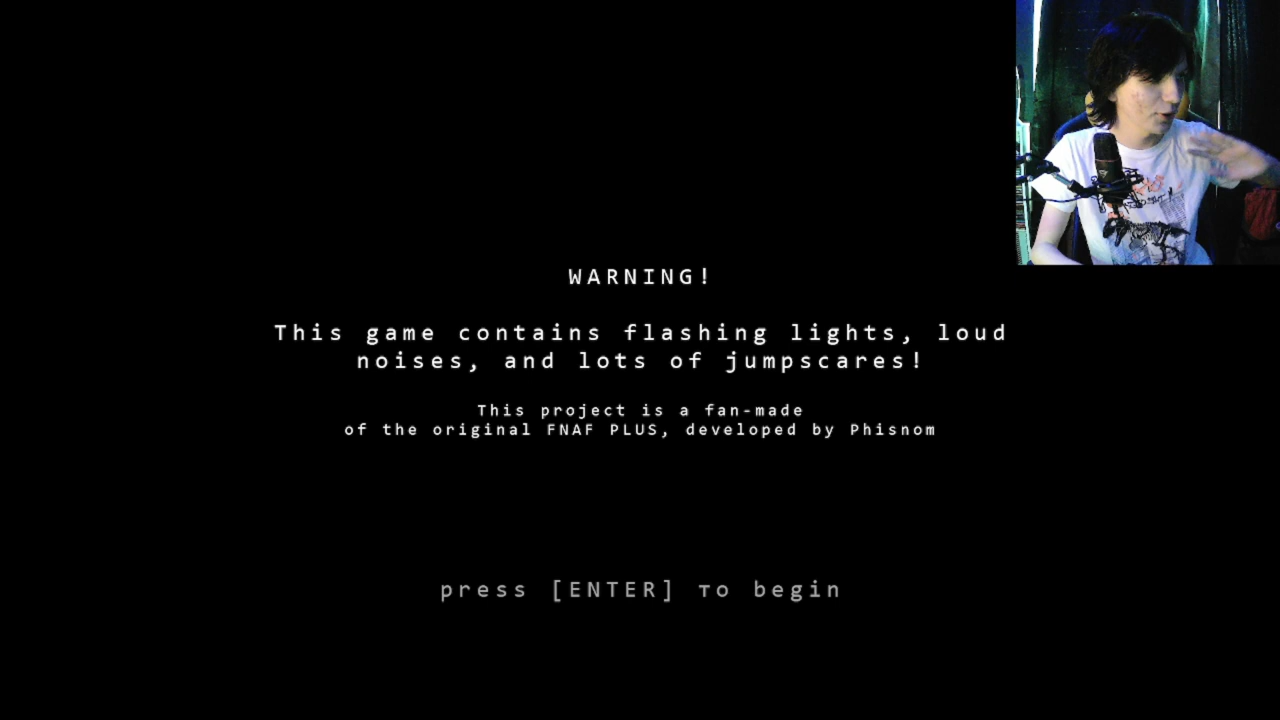 WARNING!
This game contains flashing lights, loud
noises, and lots of jumpscares!
This project is a fan-made
of the original FNAF PLUS, developed by Phisnom
press [ENTER] то begin